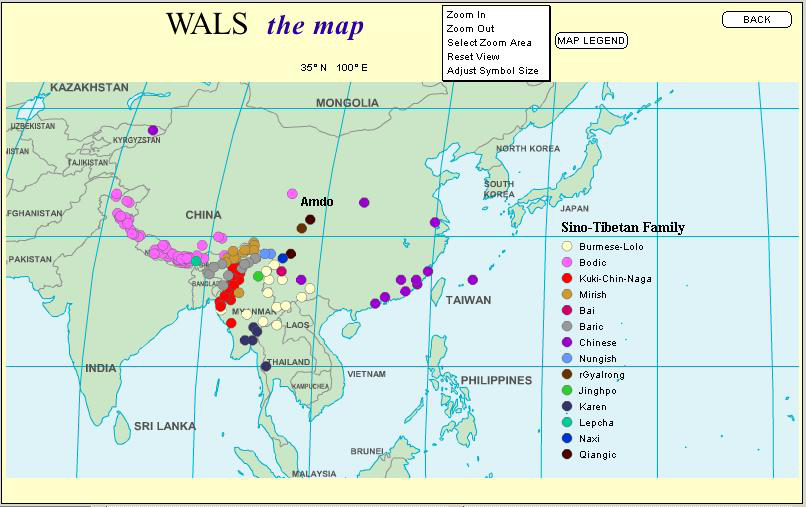 WALS the map
Zoom In
Zoom Out
Select Zoom Area
Reset View
Adjust Symbol Size
MAP LEGEND
BACK
35° N 100° E
KAZAKHSTAN
MONGOLIA
UZBEKISTAN
KYRGYZSTAN
NISTAN
TAJIKISTAN
NORTH KOREA
SOUTH
KOREA
JAPAN
FGHANISTAN
CHINA
Amdo
PAKISTAN
BANGLAD
MYANMAR
LAOS
TAIWAN
INDIA
THAILAND
VIETNAM
KAMPUCHEA
PHILIPPINES
SRI LANKA
BRUNEI
MALAYSIA
Sino-Tibetan Family
Burmese-Lolo
Bodic
Kuki-Chin-Naga
Mirish
Bai
Baric
Chinese
Nungish
rGyalrong
Jinghpo
Karen
Lepcha
Naxi
Qiangic